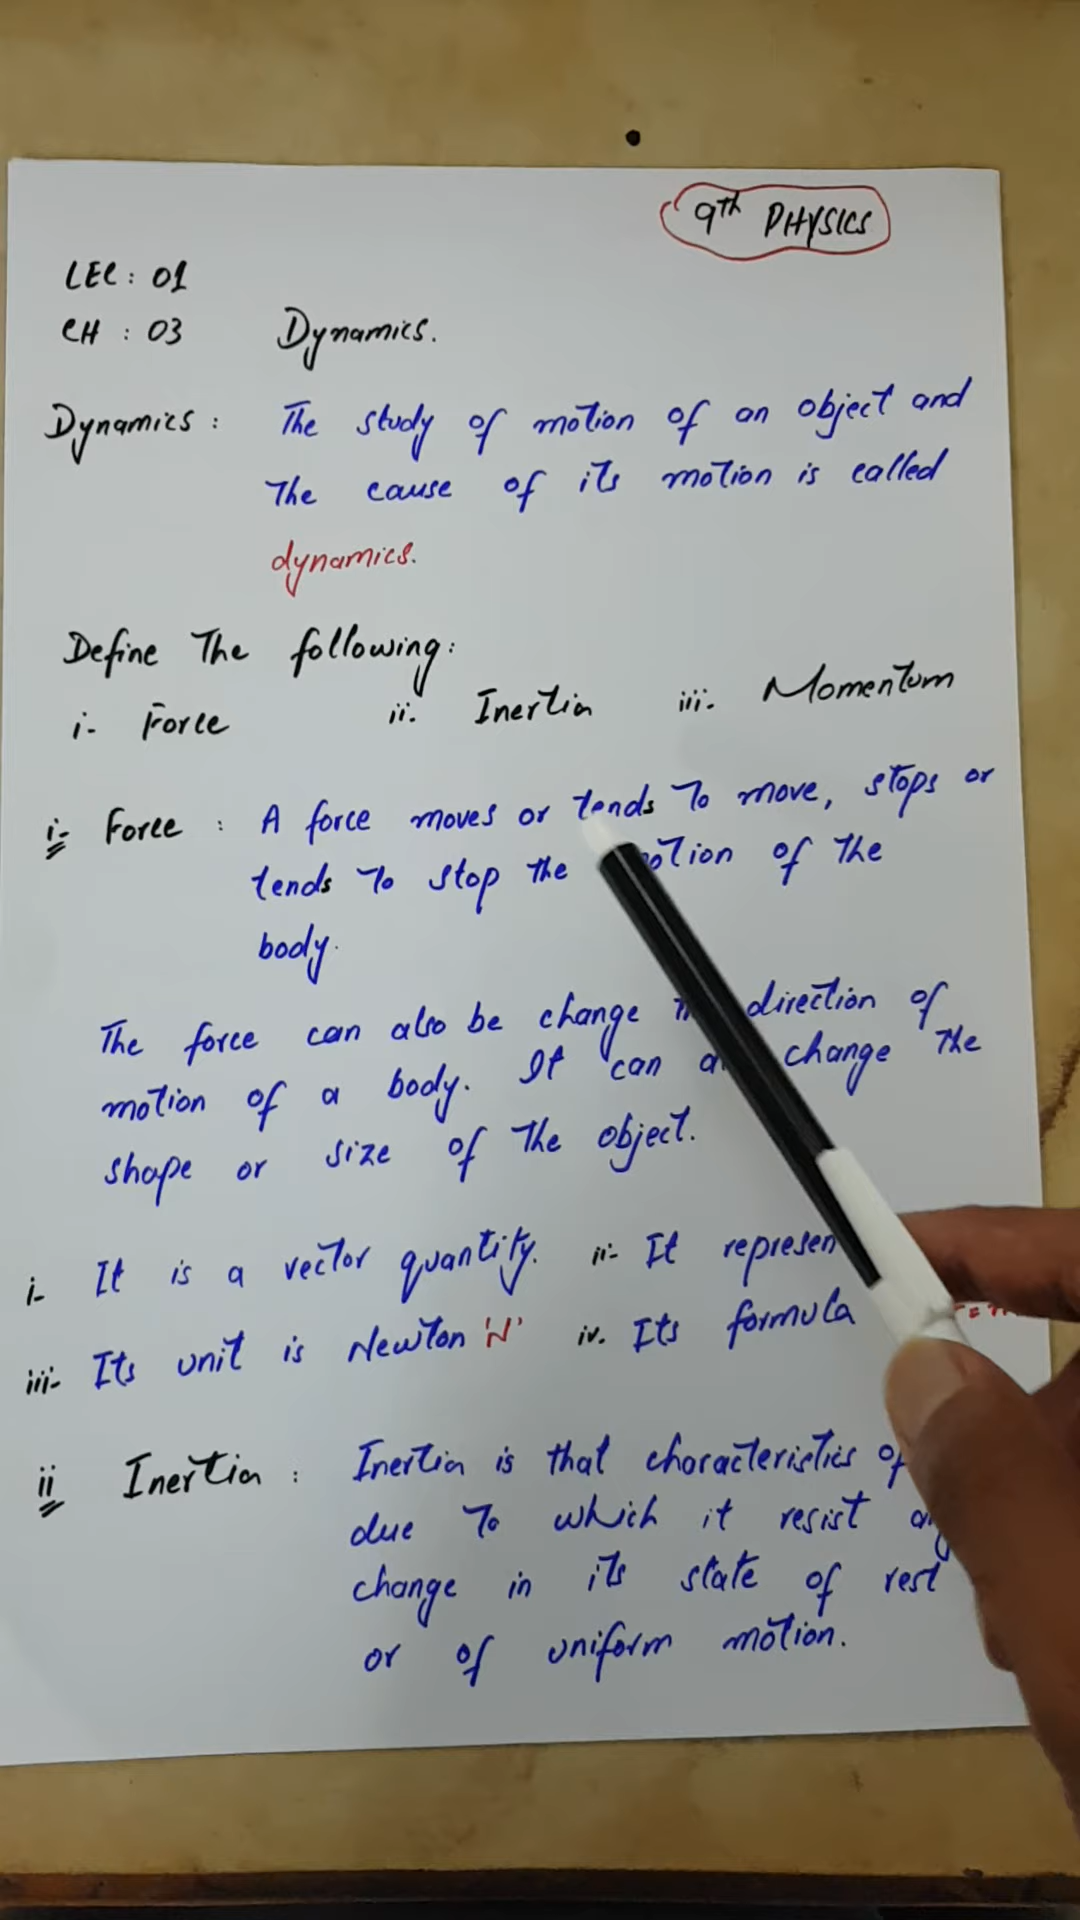 9th PHYSICS
LEC: 01
CH: 03 Dynamics.
Dynamics: The study of motion of an object and
The cause of its motion is called
dynamics.
Define The following:
i- Force ii. Inertia iii. Momentum
i- Force: A force moves or tends To move, stops or
tends To stop The motion of The
body.
The force can also be change direction of
motion of a body. It can change The
shape or size of The object.
i- It is a vector quantity. ii- It
iii- Its unit is Newton 'N' iv. Its formula
ii Inertia: Inertia is that characteristics of
due To which it resist
change in its state of rest
or of uniform motion.